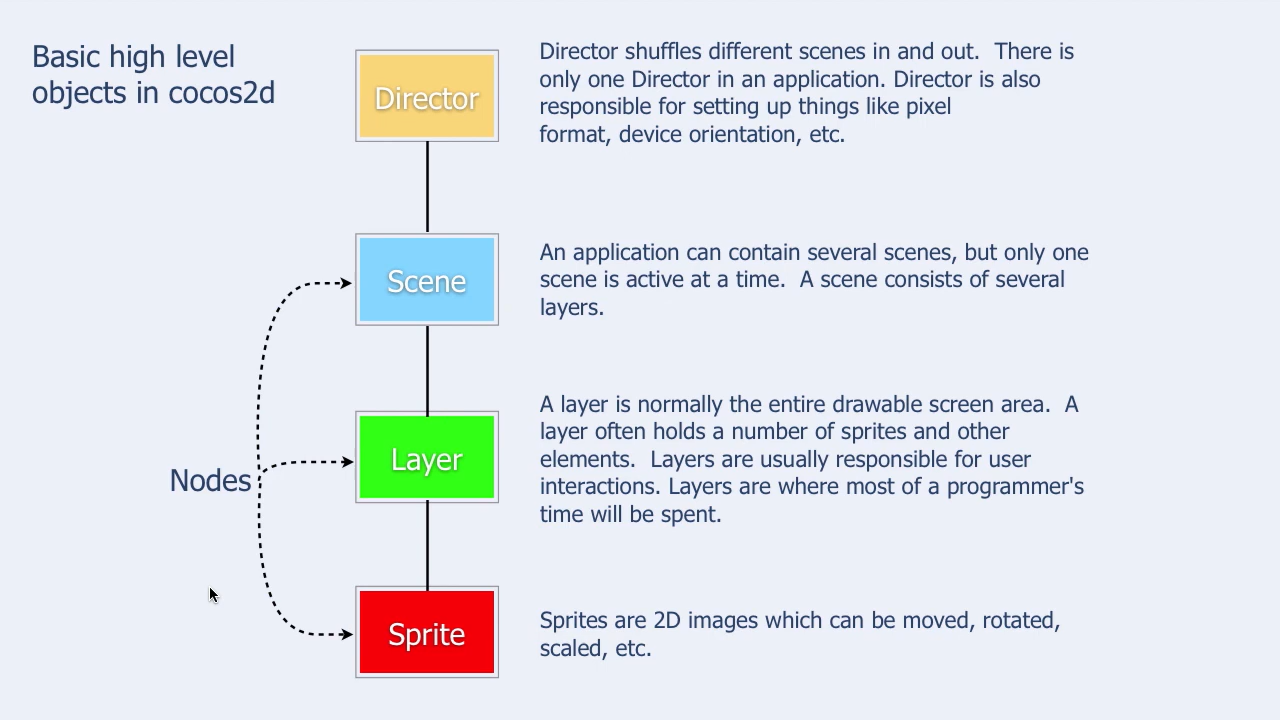 Basic high level
objects in cocos2d
Director
Director shuffles different scenes in and out.  There is
only one Director in an application. Director is also
responsible for setting up things like pixel
format, device orientation, etc.
Scene
An application can contain several scenes, but only one
scene is active at a time.  A scene consists of several
layers.
Nodes
Layer
A layer is normally the entire drawable screen area.  A
layer often holds a number of sprites and other
elements.  Layers are usually responsible for user
interactions. Layers are where most of a programmer's
time will be spent.
Sprite
Sprites are 2D images which can be moved, rotated,
scaled, etc.